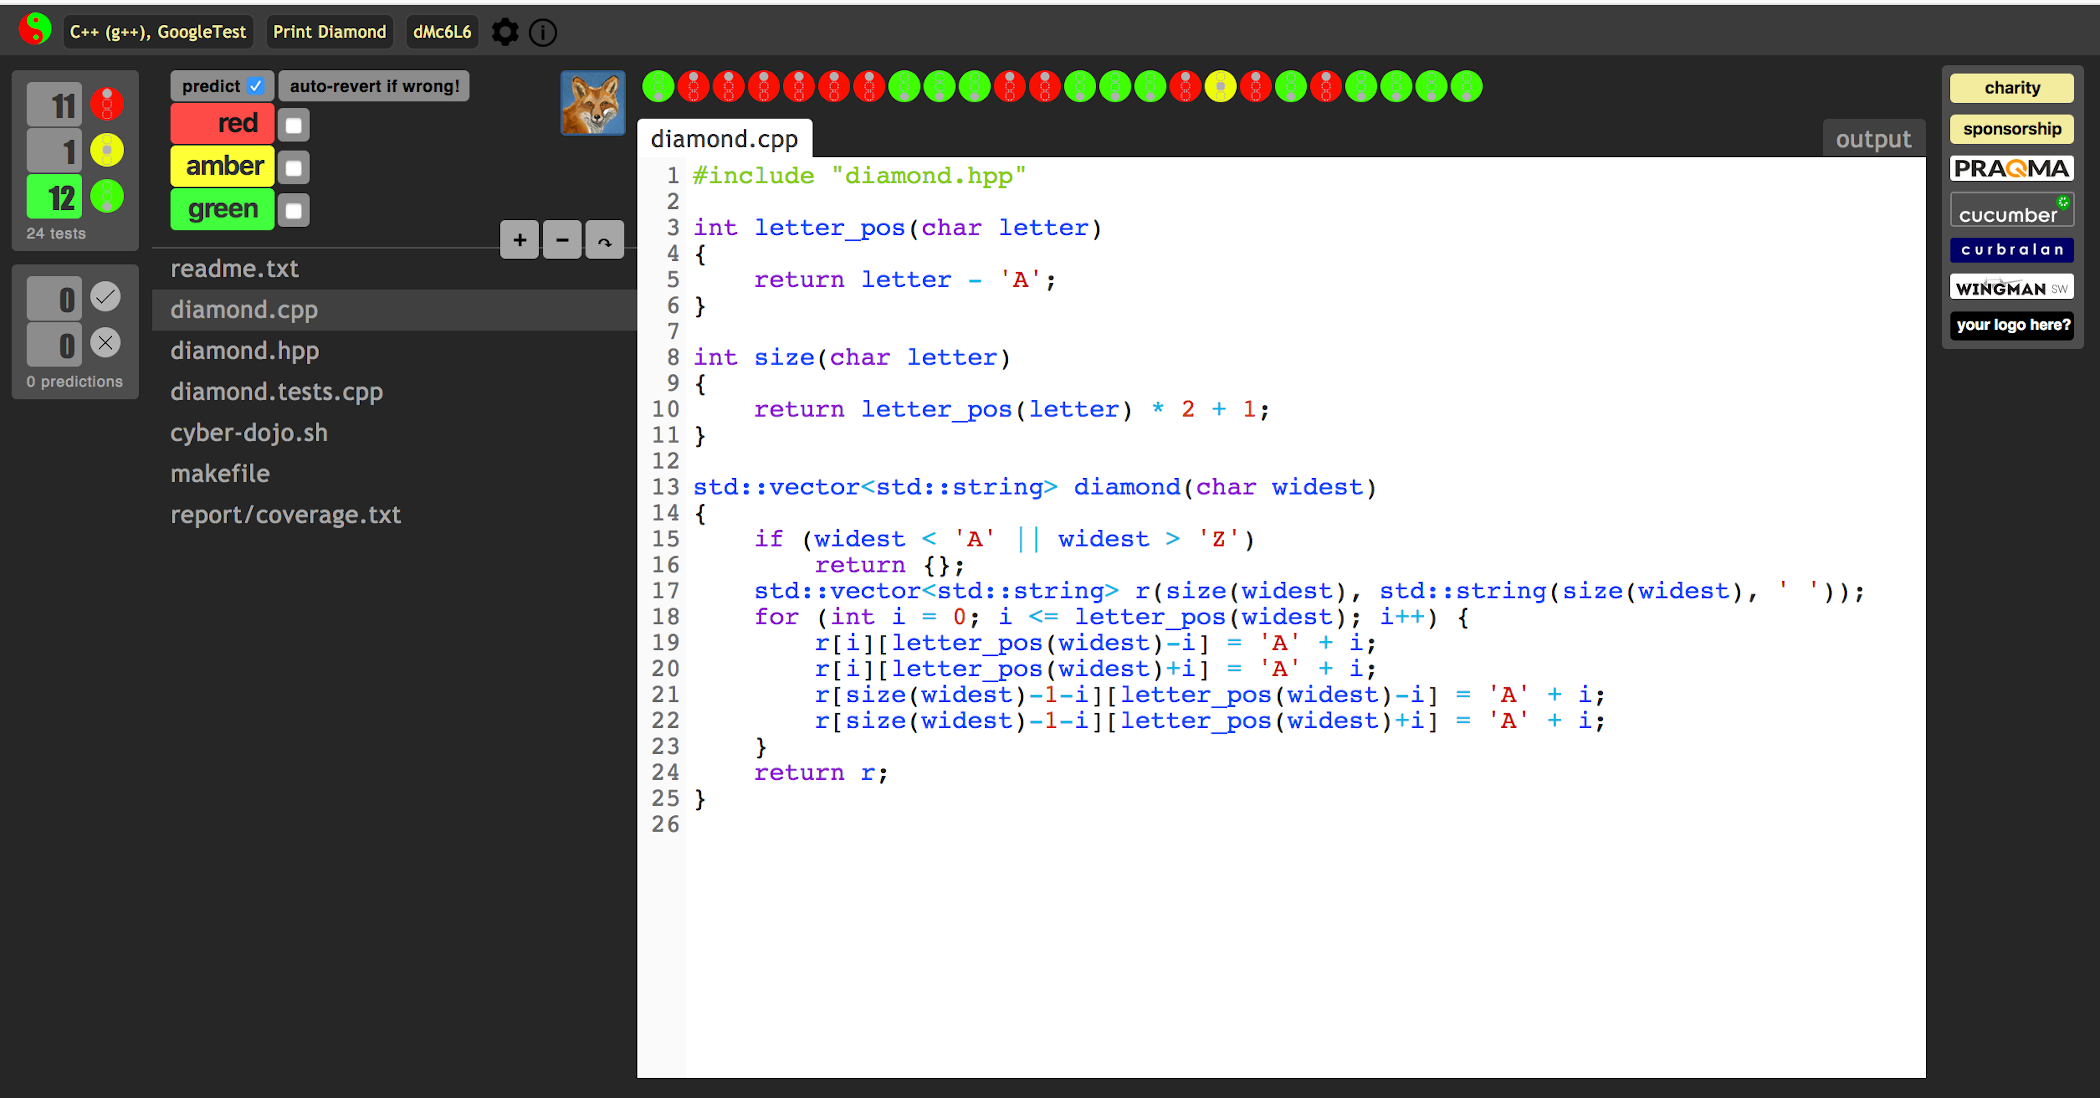 C++ (g++), GoogleTest
Print Diamond
dMc6L6
11
1
12
24 tests
0
0
0 predictions
predict
auto-revert if wrong!
red
amber
green
+
-
readme.txt
diamond.cpp
diamond.hpp
diamond.tests.cpp
cyber-dojo.sh
makefile
report/coverage.txt
diamond.cpp
output
1 #include "diamond.hpp"
2
3 int letter_pos(char letter)
4 {
5     return letter - 'A';
6 }
7
8 int size(char letter)
9 {
10     return letter_pos(letter) * 2 + 1;
11 }
12
13 std::vector<std::string> diamond(char widest)
14 {
15     if (widest < 'A' || widest > 'Z')
16         return {};
17     std::vector<std::string> r(size(widest), std::string(size(widest), ' '));
18     for (int i = 0; i <= letter_pos(widest); i++) {
19         r[i][letter_pos(widest)-i] = 'A' + i;
20         r[i][letter_pos(widest)+i] = 'A' + i;
21         r[size(widest)-1-i][letter_pos(widest)-i] = 'A' + i;
22         r[size(widest)-1-i][letter_pos(widest)+i] = 'A' + i;
23     }
24     return r;
25 }
26
charity
sponsorship
PRAQMA
cucumber
curbralan
WINGMAN SW
your logo here?